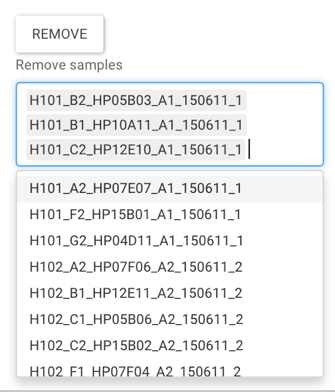 REMOVE
Remove samples
H101_B2_HP05B03_A1_150611_1
H101_B1_HP10A11_A1_150611_1
H101_C2_HP12E10_A1_150611_1
H101_A2_HP07E07_A1_150611_1
H101_F2_HP15B01_A1_150611_1
H101_G2_HP04D11_A1_150611_1
H102_A2_HP07F06_A2_150611_2
H102_B1_HP12E11_A2_150611_2
H102_C1_HP05B06_A2_150611_2
H102_C2_HP15B02_A2_150611_2
H102_F1_HP07F04_A2_150611_2